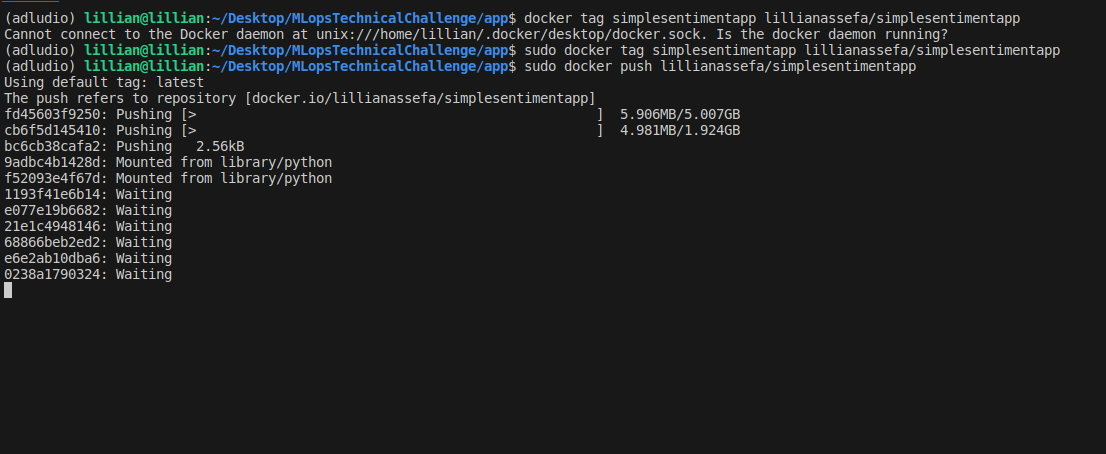 (adludio) lillian@lillian:~/Desktop/MLopsTechnicalChallenge/app$ docker tag simplesentimentapp lillianassefa/simplesentimentapp
Cannot connect to the Docker daemon at unix:///home/lillian/.docker/desktop/docker.sock. Is the docker daemon running?
(adludio) lillian@lillian:~/Desktop/MLopsTechnicalChallenge/app$ sudo docker tag simplesentimentapp lillianassefa/simplesentimentapp
(adludio) lillian@lillian:~/Desktop/MLopsTechnicalChallenge/app$ sudo docker push lillianassefa/simplesentimentapp
Using default tag: latest
The push refers to repository [docker.io/lillianassefa/simplesentimentapp]
fd45603f9250: Pushing [>                                                  ]  5.906MB/5.007GB
cb6f5d145410: Pushing [>                                                  ]  4.981MB/1.924GB
bc6cb38cafa2: Pushing   2.56kB
9adbc4b1428d: Mounted from library/python
f52093e4f67d: Mounted from library/python
1193f41e6b14: Waiting
e077e19b6682: Waiting
21e1c4948146: Waiting
68866beb2ed2: Waiting
e6e2ab10dba6: Waiting
0238a1790324: Waiting